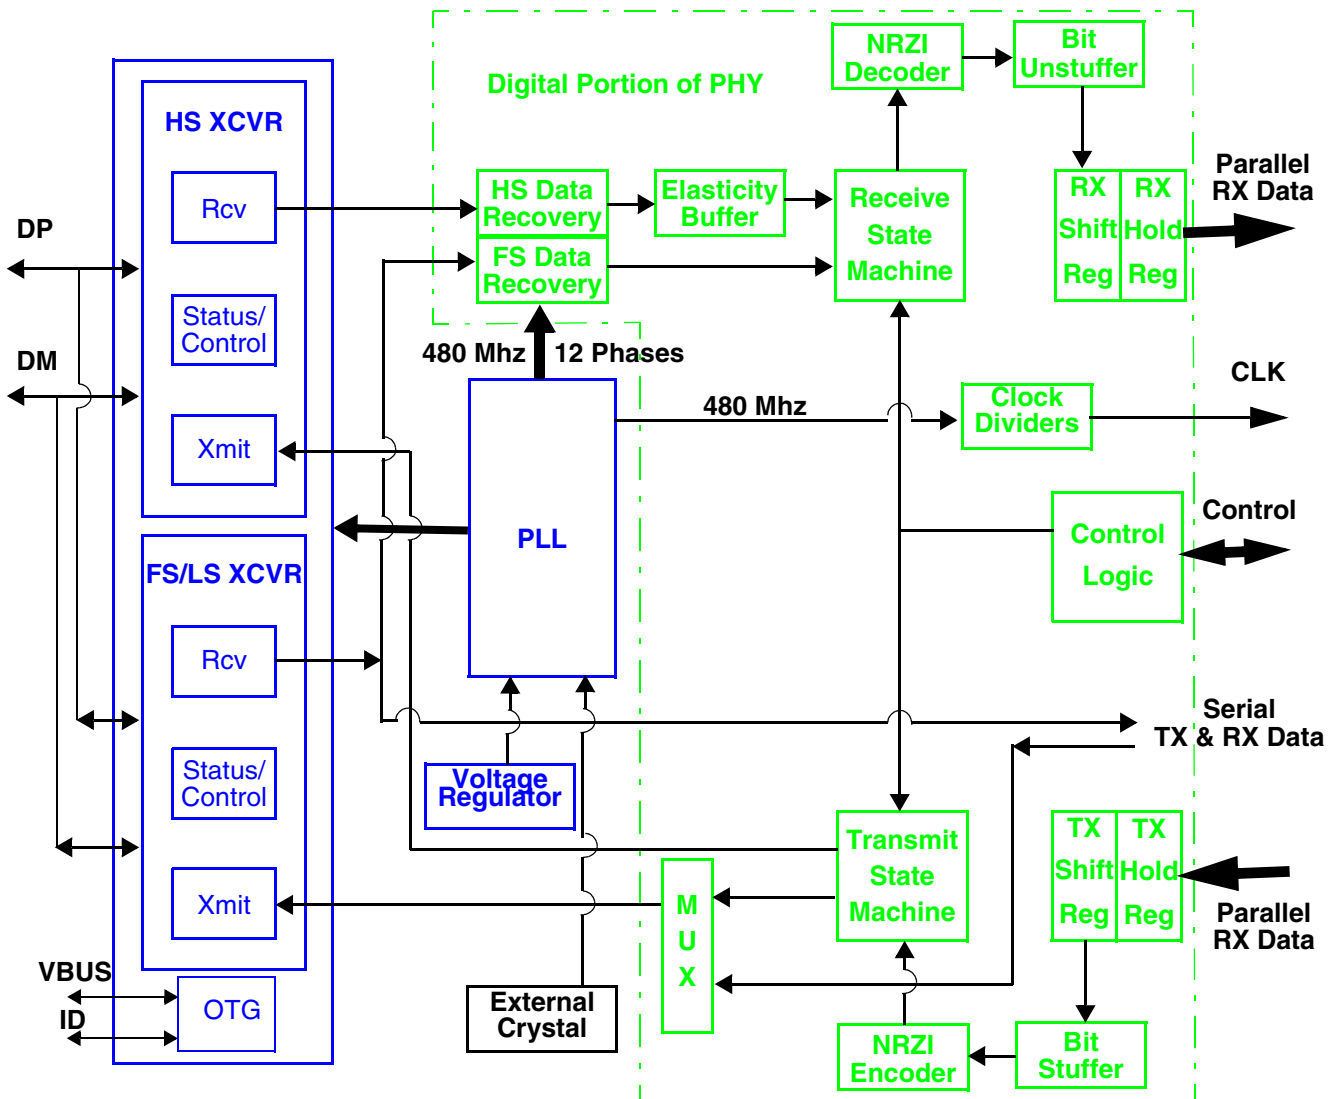 NRZI
Decoder
Bit
Unstuffer
Digital Portion of PHY
HS XCVR
Rcv
HS Data
Recovery
Elasticity
Buffer
Receive
State
Machine
RX
Shift
Reg
RX
Hold
Reg
Parallel
RX Data
DP
FS Data
Recovery
Status/
Control
480 Mhz
12 Phases
DM
CLK
480 Mhz
Clock
Dividers
Xmit
PLL
Control
Logic
Control
FS/LS XCVR
Rcv
Serial
TX & RX Data
Status/
Control
Voltage
Regulator
Transmit
State
Machine
TX
Shift
Reg
TX
Hold
Reg
Parallel
RX Data
Xmit
M
U
X
VBUS
ID
OTG
External
Crystal
NRZI
Encoder
Bit
Stuffer